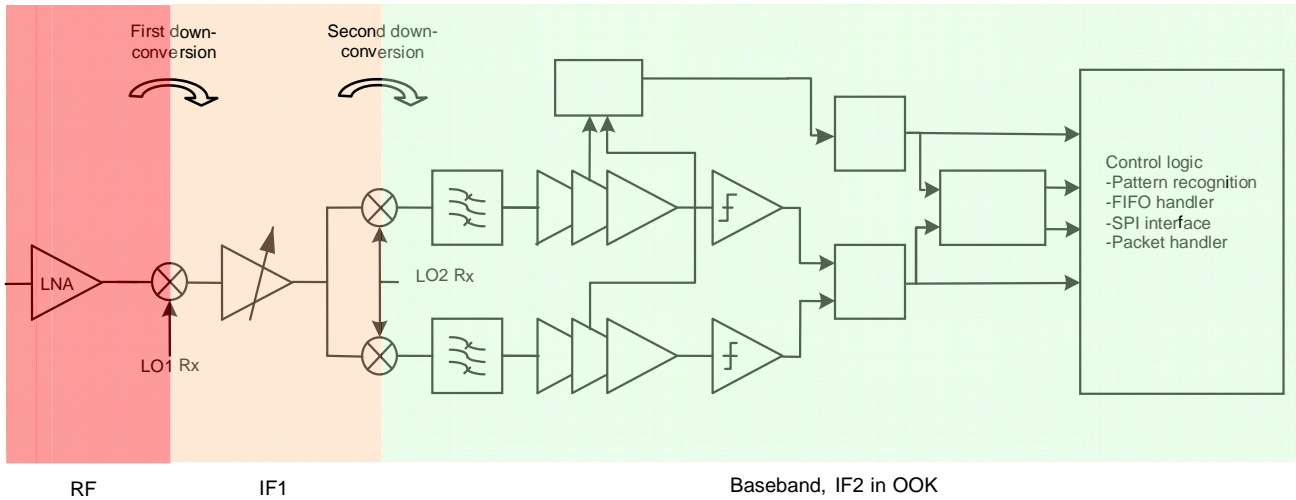 First down-
conversion
Second down-
conversion
LNA
LO1 Rx
LO2 Rx
Control logic
-Pattern recognition
-FIFO handler
-SPI interface
-Packet handler
RF
IF1
Baseband, IF2 in OOK